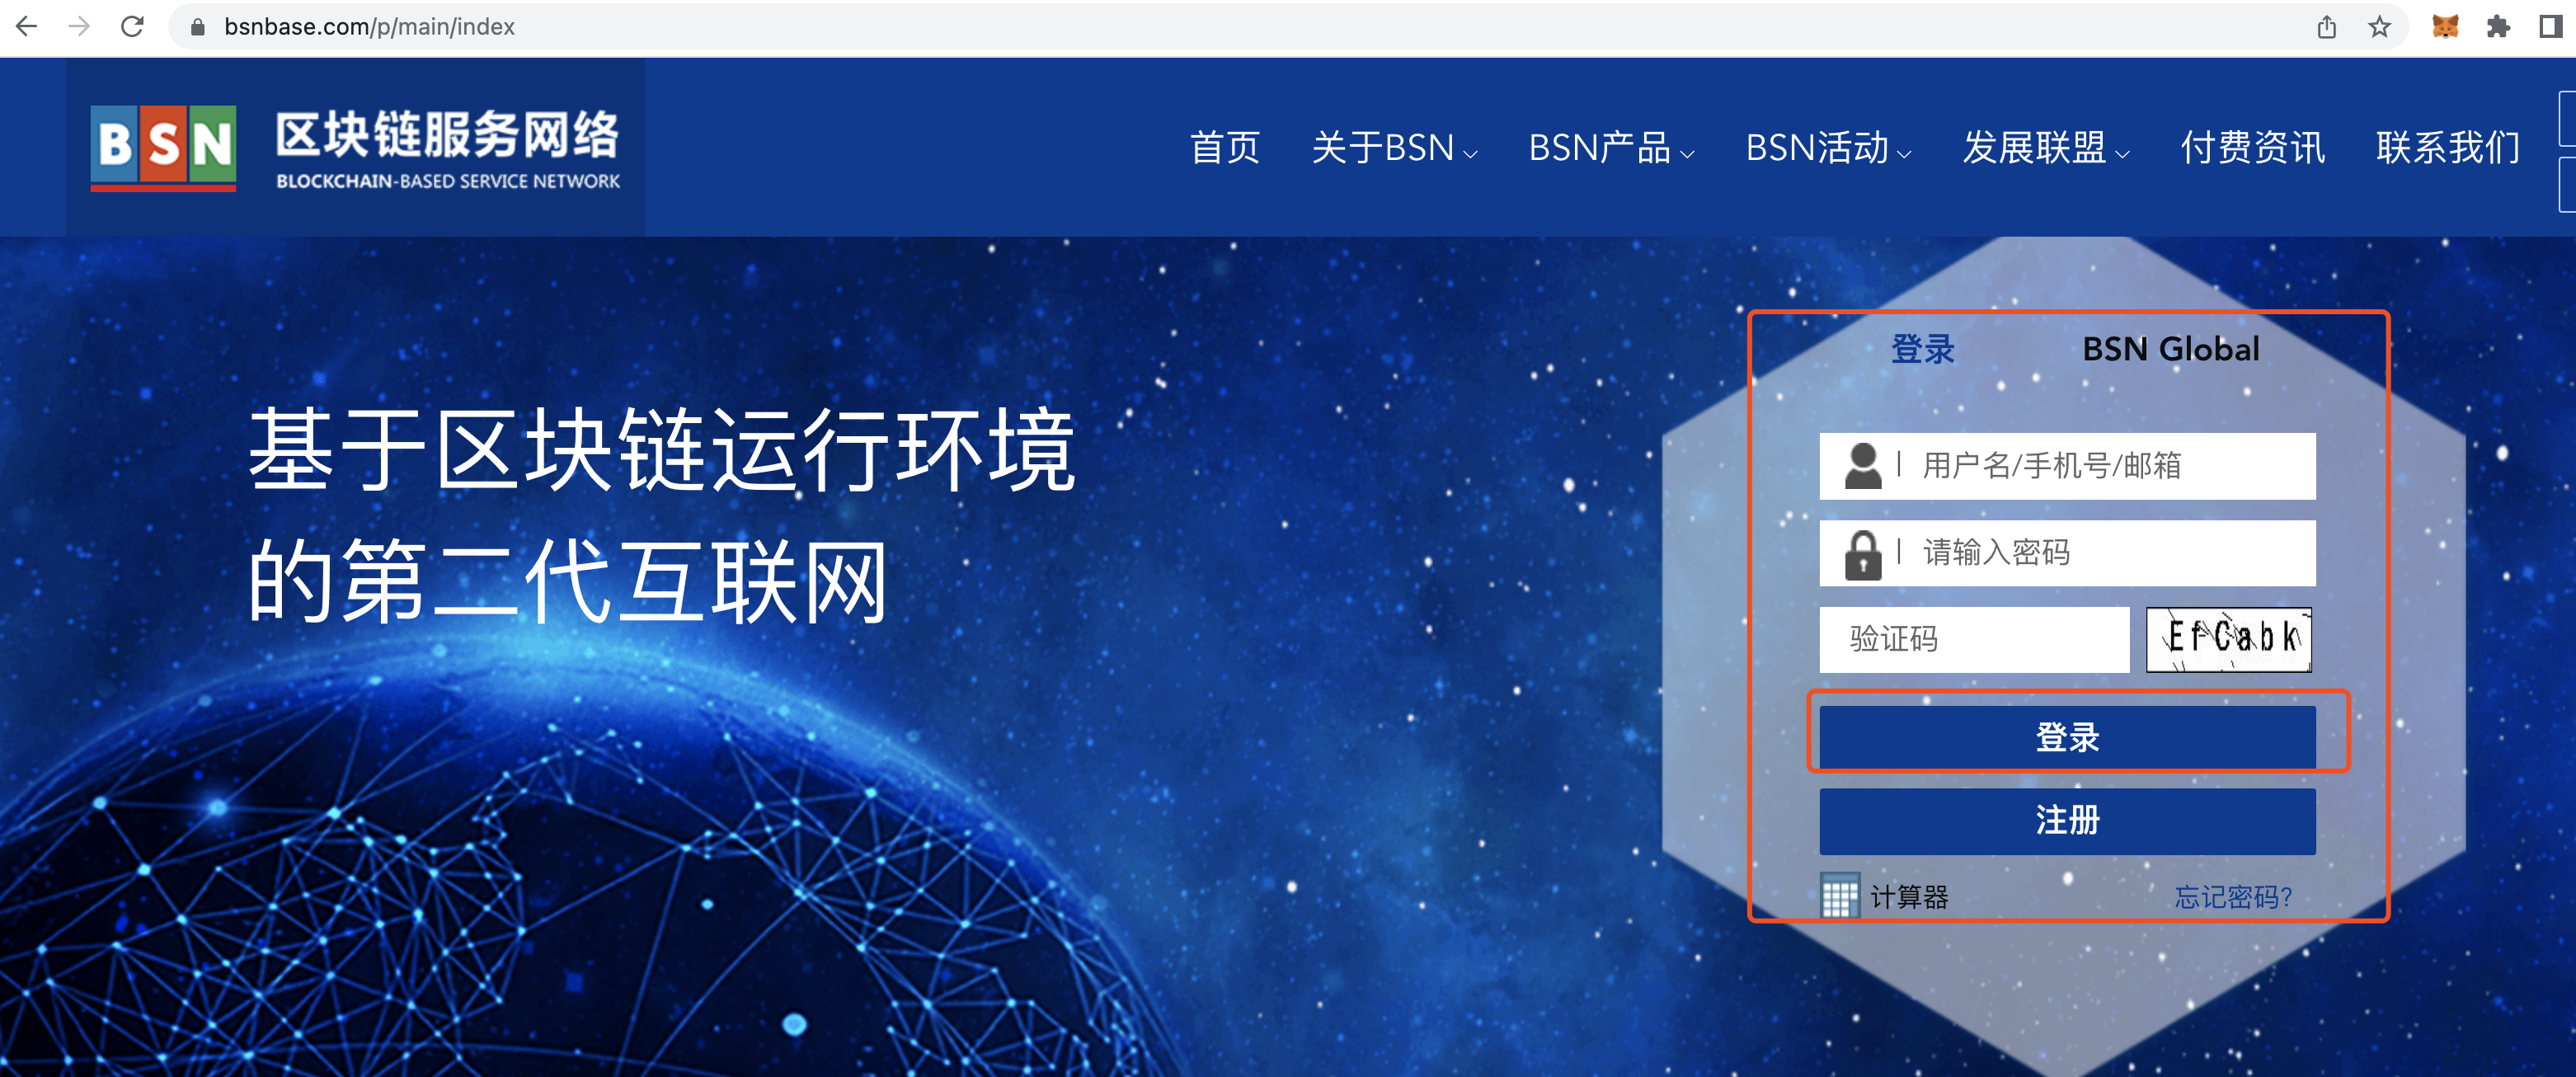 bsnbase.com/p/main/index
BSN 区块链服务网络
BLOCKCHAIN-BASED SERVICE NETWORK
首页 关于BSN BSN产品 BSN活动 发展联盟 付费资讯 联系我们
登录 BSN Global
基于区块链运行环境
的第二代互联网
用户名/手机号/邮箱
请输入密码
验证码 EfCabk
登录
注册
计算器 忘记密码?